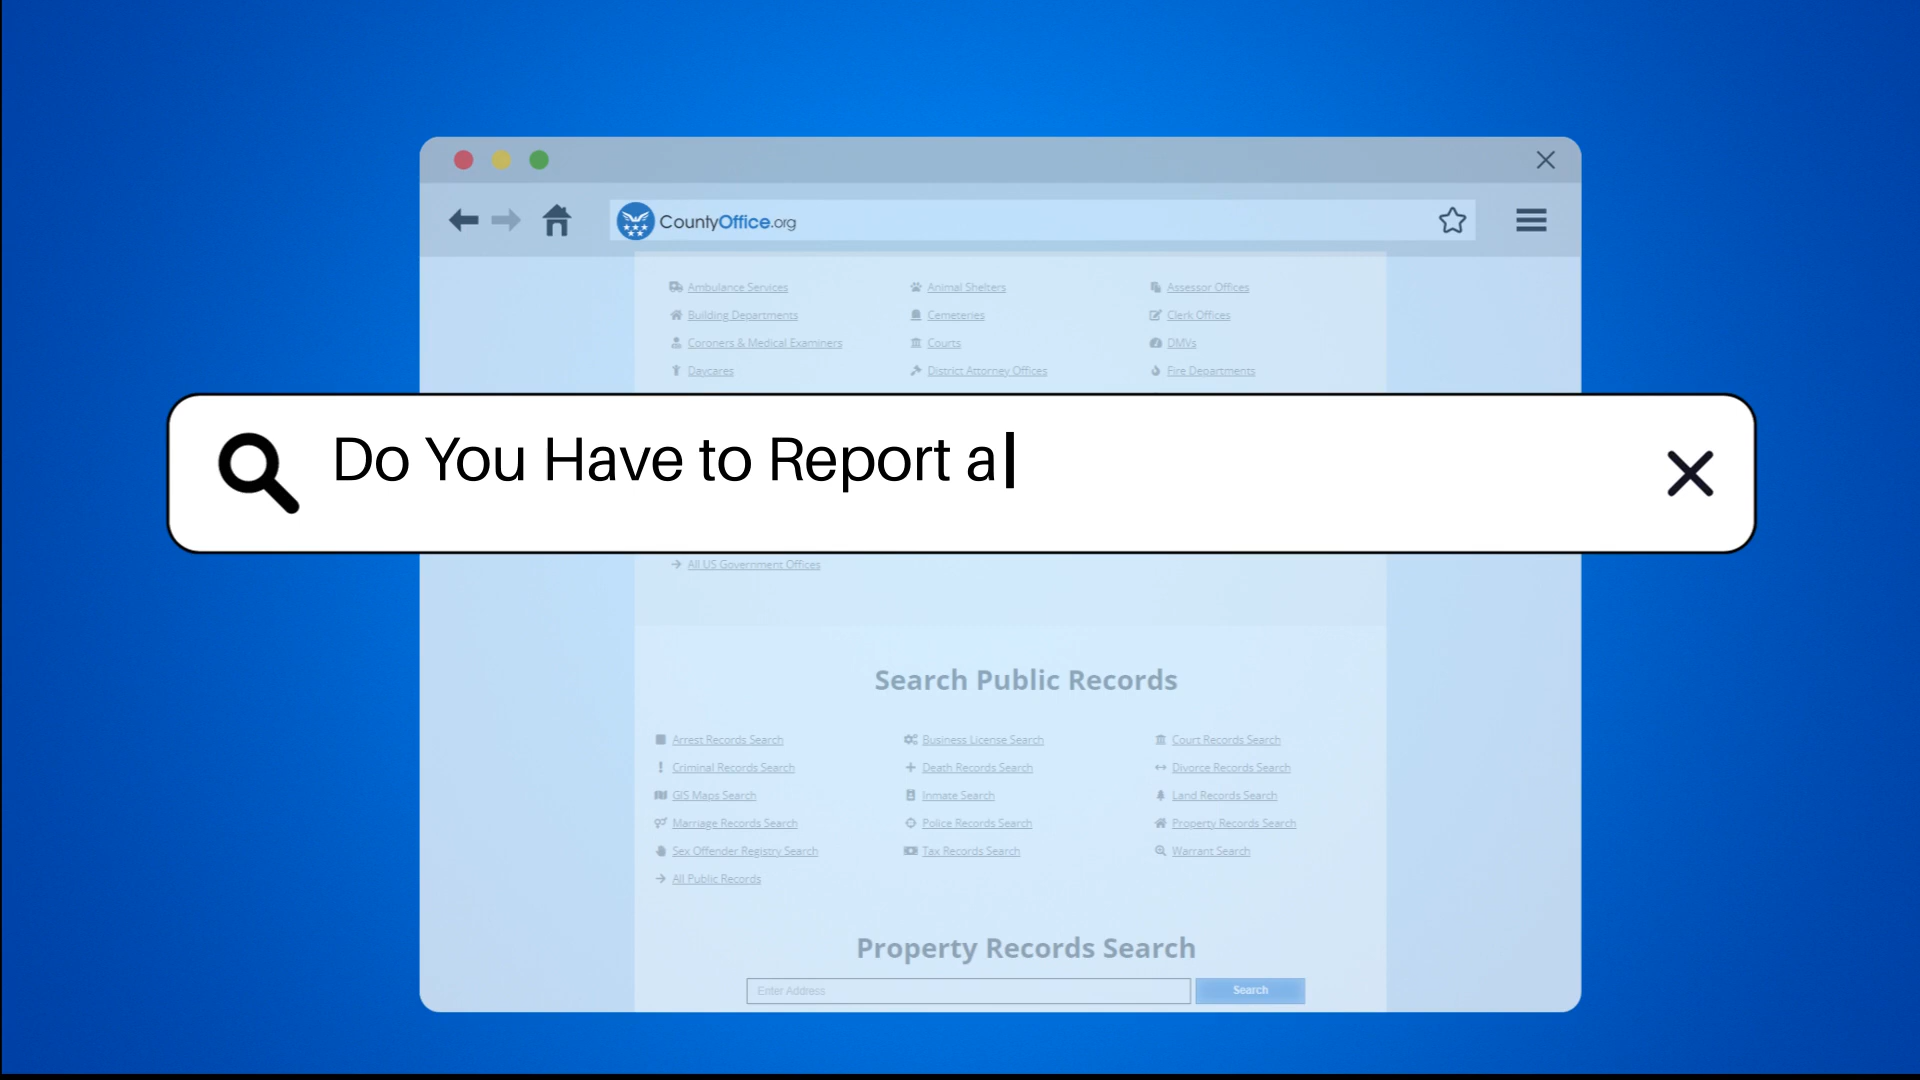 CountyOffice.org
Ambulance Services Animal Shelters Assessor Offices
Building Departments Cemeteries Clerk Offices
Coroners & Medical Examiners Courts DMVs
Daycares District Attorney Offices Fire Departments
Do You Have to Report a
All US Government Offices
Search Public Records
Arrest Records Search Business License Search Court Records Search
Criminal Records Search Death Records Search Divorce Records Search
GIS Maps Search Inmate Search Land Records Search
Marriage Records Search Police Records Search Property Records Search
Sex Offender Registry Search Tax Records Search Warrant Search
All Public Records
Property Records Search
Enter Address Search